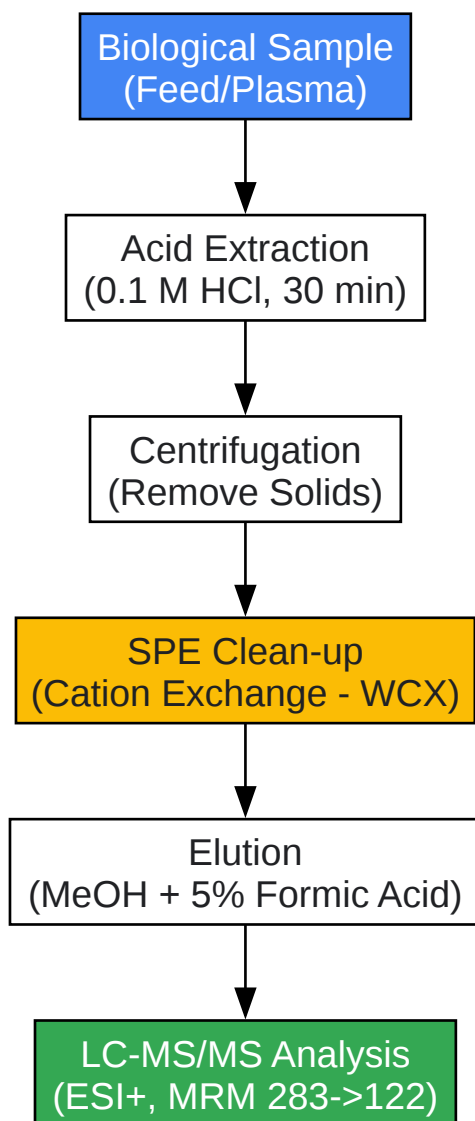 Biological Sample
(Feed/Plasma)
Acid Extraction
(0.1 M HCl, 30 min)
Centrifugation
(Remove Solids)
SPE Clean-up
(Cation Exchange - WCX)
Elution
(MeOH + 5% Formic Acid)
LC-MS/MS Analysis
(ESI+, MRM 283->122)